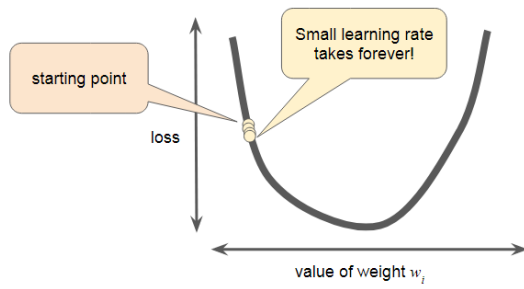 Small learning rate
takes forever!
starting point
loss
value of weight wᵢ